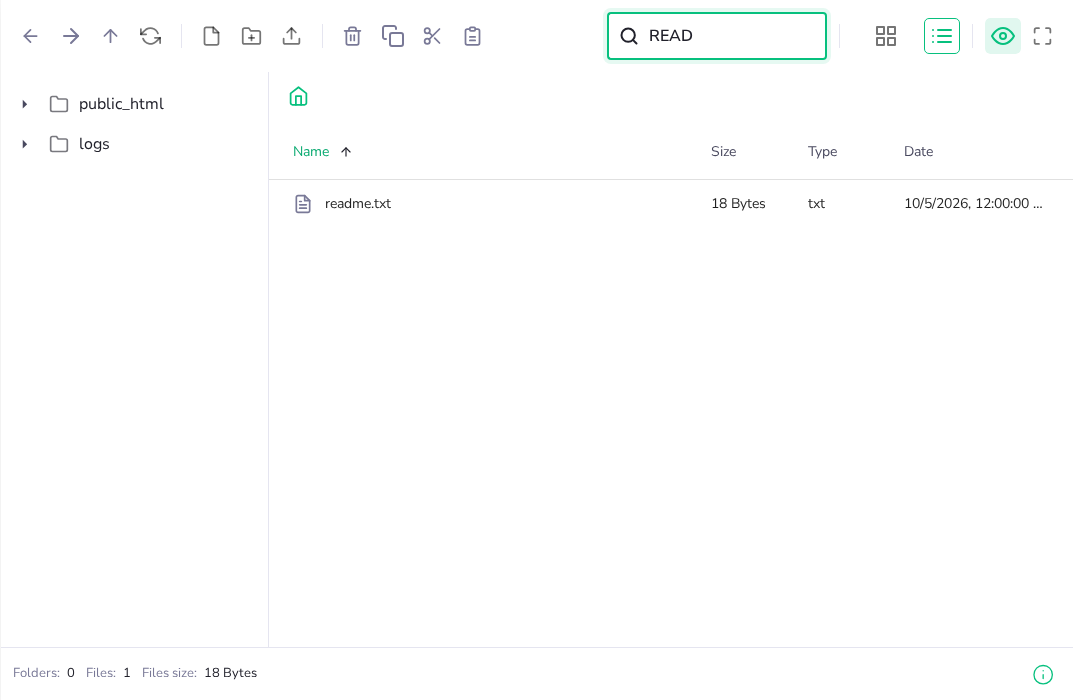 READ
public_html
logs
Name Size Type Date
readme.txt 18 Bytes txt 10/5/2026, 12:00:00 ...
Folders: 0 Files: 1 Files size: 18 Bytes